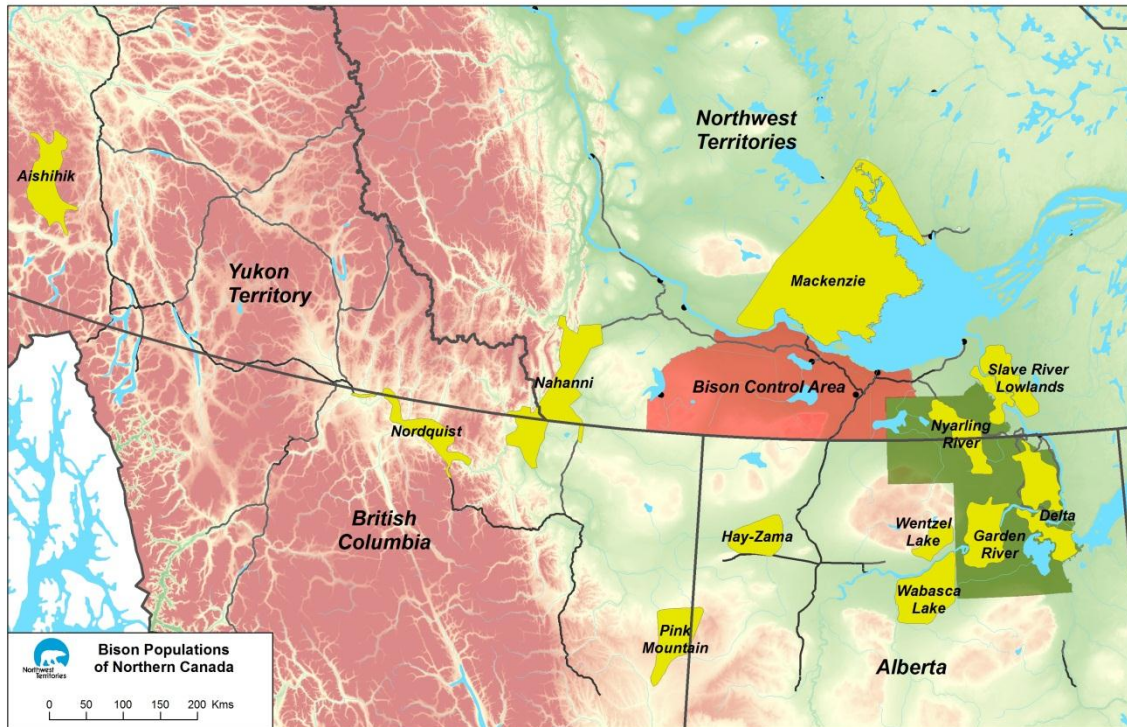 Northwest
Territories
Aishihik
Yukon
Territory
Mackenzie
Nahanni
Bison Control Area
Slave River
Lowlands
Nyarling
River
Nordquist
British
Columbia
Hay-Zama
Wentzel
Lake
Garden
River
Delta
Wabasca
Lake
Pink
Mountain
Alberta
Northwest
Territories
Bison Populations
of Northern Canada
0 50 100 150 200 Kms